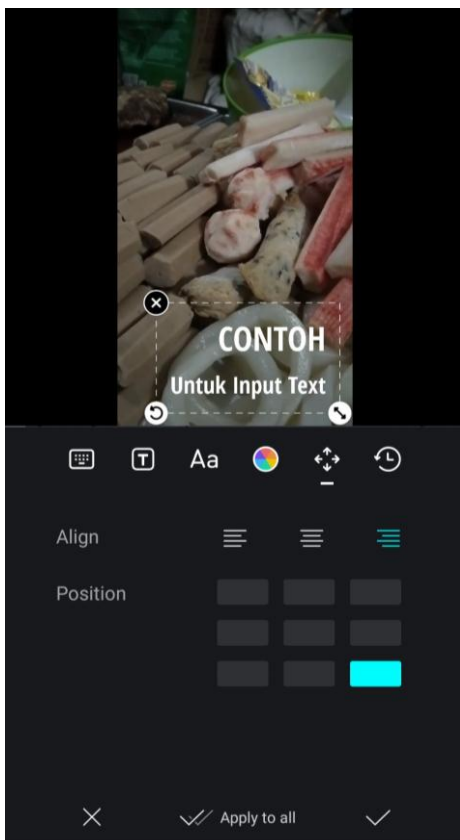 CONTOH
Untuk Input Text
T
Aa
Align
Position
Apply to all